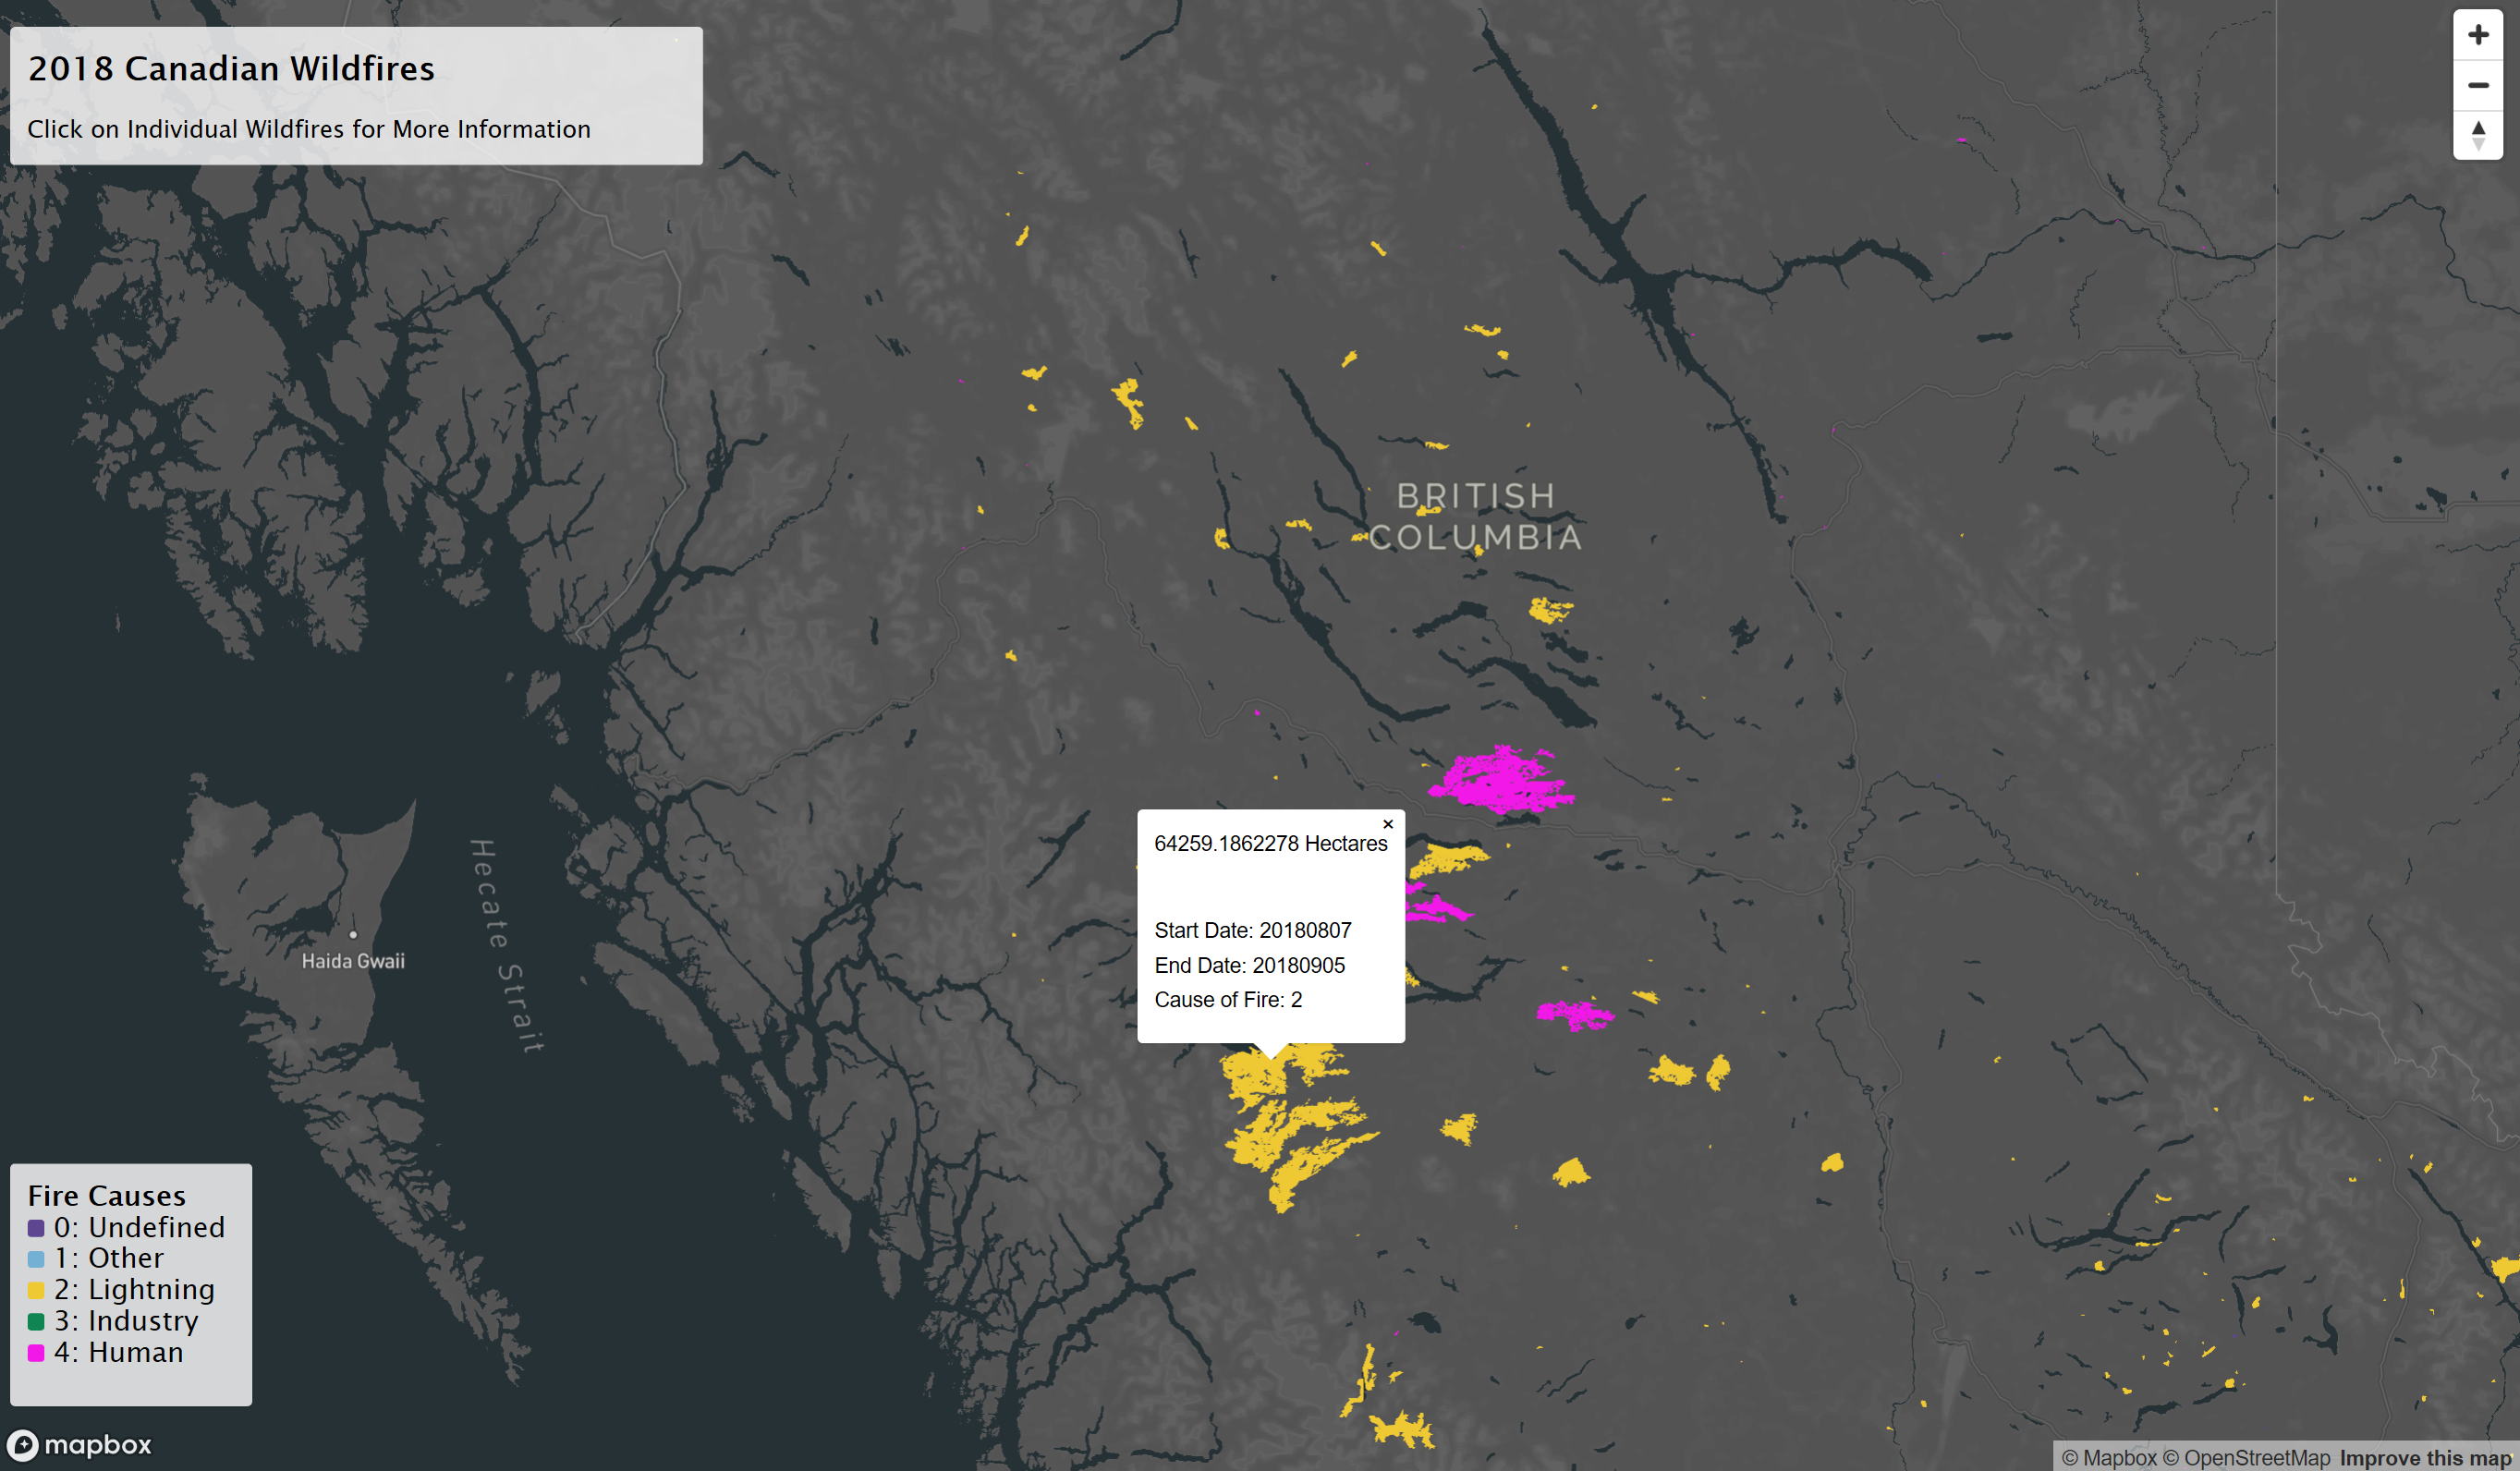 2018 Canadian Wildfires
Click on Individual Wildfires for More Information
BRITISH
COLUMBIA
×
64259.1862278 Hectares
Start Date: 20180807
End Date: 20180905
Cause of Fire: 2
Hecate Strait
Haida Gwaii
Fire Causes
0: Undefined
1: Other
2: Lightning
3: Industry
4: Human
mapbox
© Mapbox © OpenStreetMap Improve this map